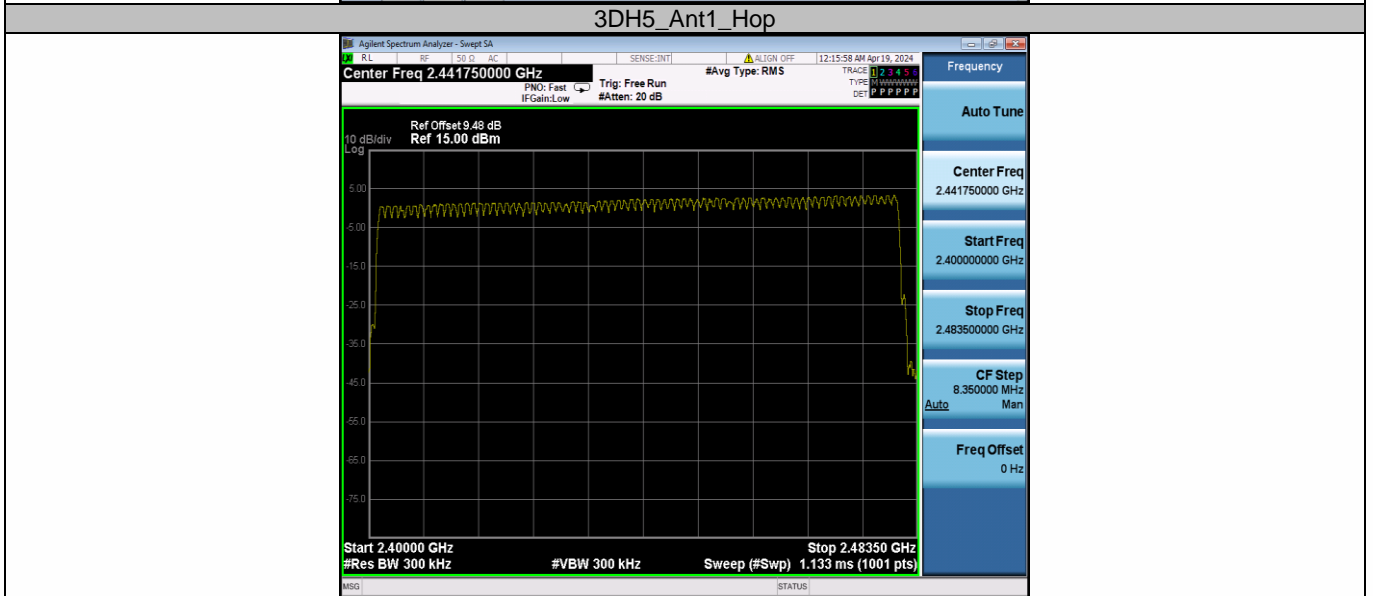 3DH5_Ant1_Hop
Agilent Spectrum Analyzer - Swept SA
RL RF 50 Ω AC SENSE:INT ALIGN OFF 12:15:58 AM Apr 19, 2024
Center Freq 2.441750000 GHz #Avg Type: RMS TRACE 1 2 3 4 5 6
PNO: Fast Trig: Free Run TYPE M WWWWW
IFGain:Low #Atten: 20 dB DET P P P P P P
Frequency
Auto Tune
Ref Offset 9.48 dB
10 dB/div Ref 15.00 dBm
Log
5.00
-5.00
-15.0
-25.0
-35.0
-45.0
-55.0
-65.0
-75.0
Center Freq
2.441750000 GHz
Start Freq
2.400000000 GHz
Stop Freq
2.483500000 GHz
CF Step
8.350000 MHz
Auto Man
Freq Offset
0 Hz
Start 2.40000 GHz Stop 2.48350 GHz
#Res BW 300 kHz #VBW 300 kHz Sweep (#Swp) 1.133 ms (1001 pts)
MSG STATUS